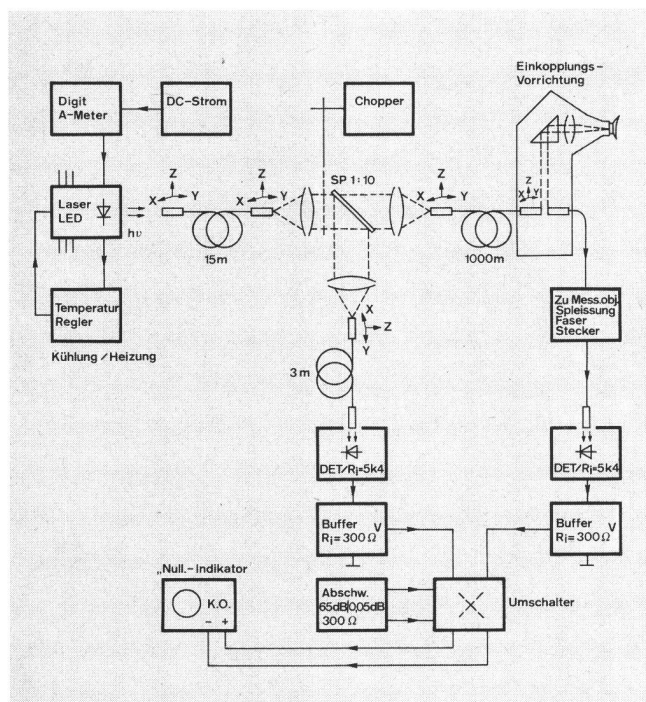 Einkopplungs-
Vorrichtung
Digit
A-Meter
DC-Strom
Chopper
Z
X Y
Z
X Y
SP 1:10
Z
X Y
Z
X Y
Laser
LED
hν
15m
1000m
Temperatur
Regler
Kühlung/Heizung
X
Z
Y
Zu Mess.obj.
Spleissung
Faser
Stecker
3m
DET/Ri=5k4
DET/Ri=5k4
Buffer V
Ri=300Ω
Buffer V
Ri=300Ω
„Null.-Indikator
K.O.
- +
Abschw.
65dB|0,05dB
300 Ω
Umschalter